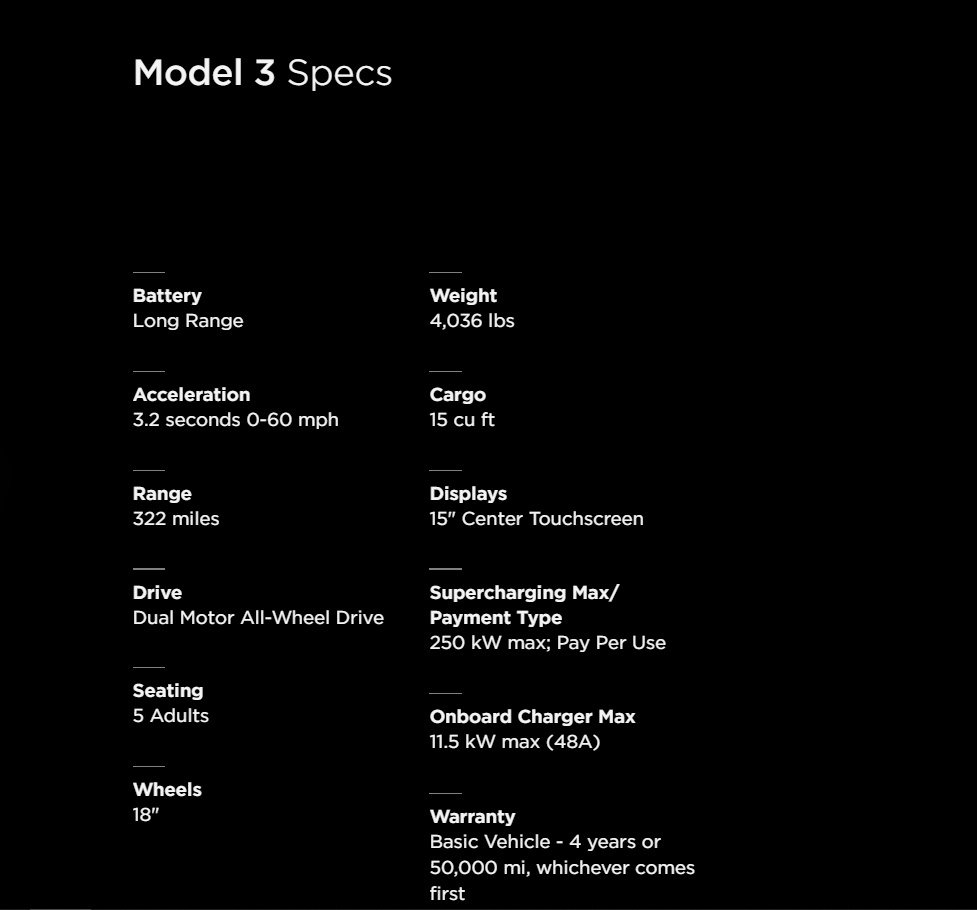 Model 3 Specs
Battery
Long Range
Acceleration
3.2 seconds 0-60 mph
Range
322 miles
Drive
Dual Motor All-Wheel Drive
Seating
5 Adults
Wheels
18"
Weight
4,036 lbs
Cargo
15 cu ft
Displays
15" Center Touchscreen
Supercharging Max/
Payment Type
250 kW max; Pay Per Use
Onboard Charger Max
11.5 kW max (48A)
Warranty
Basic Vehicle - 4 years or
50,000 mi, whichever comes
first